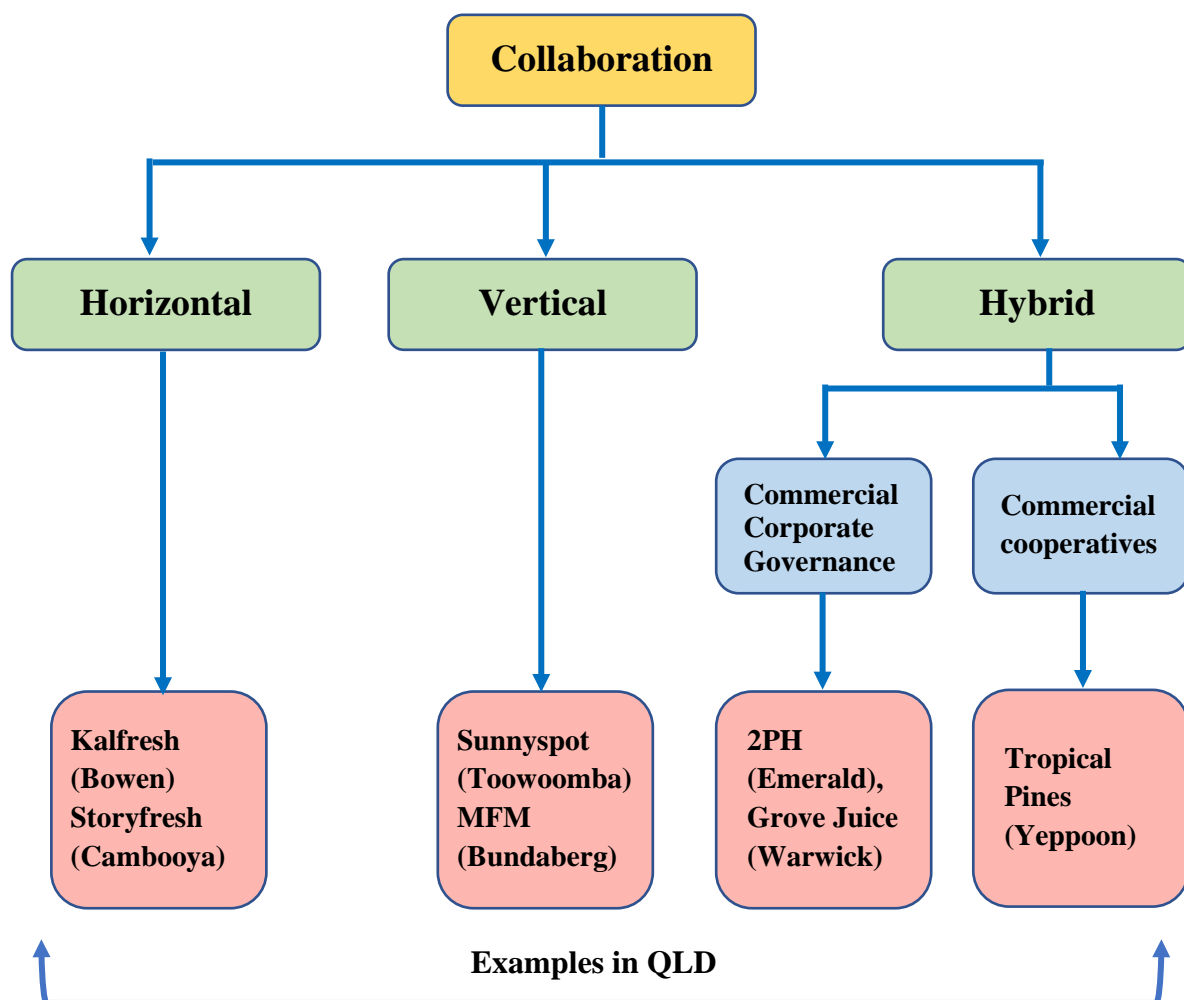 Collaboration
Horizontal
Vertical
Hybrid
Commercial
Corporate
Governance
Commercial
cooperatives
Kalfresh
(Bowen)
Storyfresh
(Cambooya)
Sunnyspot
(Toowoomba)
MFM
(Bundaberg)
2PH
(Emerald),
Grove Juice
(Warwick)
Tropical
Pines
(Yeppoon)
Examples in QLD